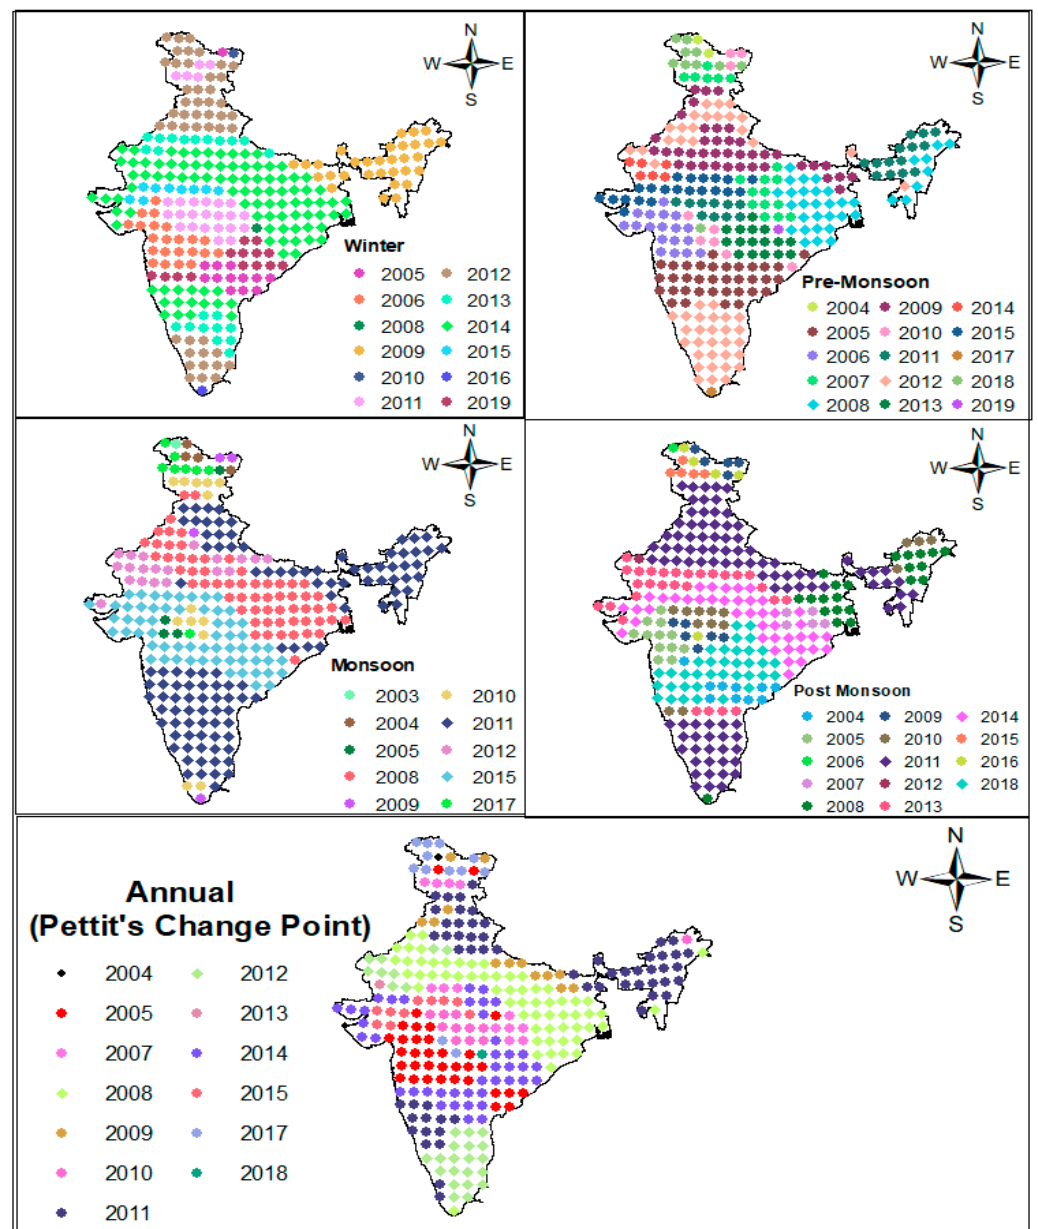 N
W E
S
Winter
2005 2012
2006 2013
2008 2014
2009 2015
2010 2016
2011 2019
N
W E
S
Pre-Monsoon
2004 2009 2014
2005 2010 2015
2006 2011 2017
2007 2012 2018
2008 2013 2019
N
W E
S
Monsoon
2003 2010
2004 2011
2005 2012
2008 2015
2009 2017
N
W E
S
Post Monsoon
2004 2009 2014
2005 2010 2015
2006 2011 2016
2007 2012 2018
2008 2013
N
W E
S
Annual
(Pettit's Change Point)
2004 2012
2005 2013
2007 2014
2008 2015
2009 2017
2010 2018
2011